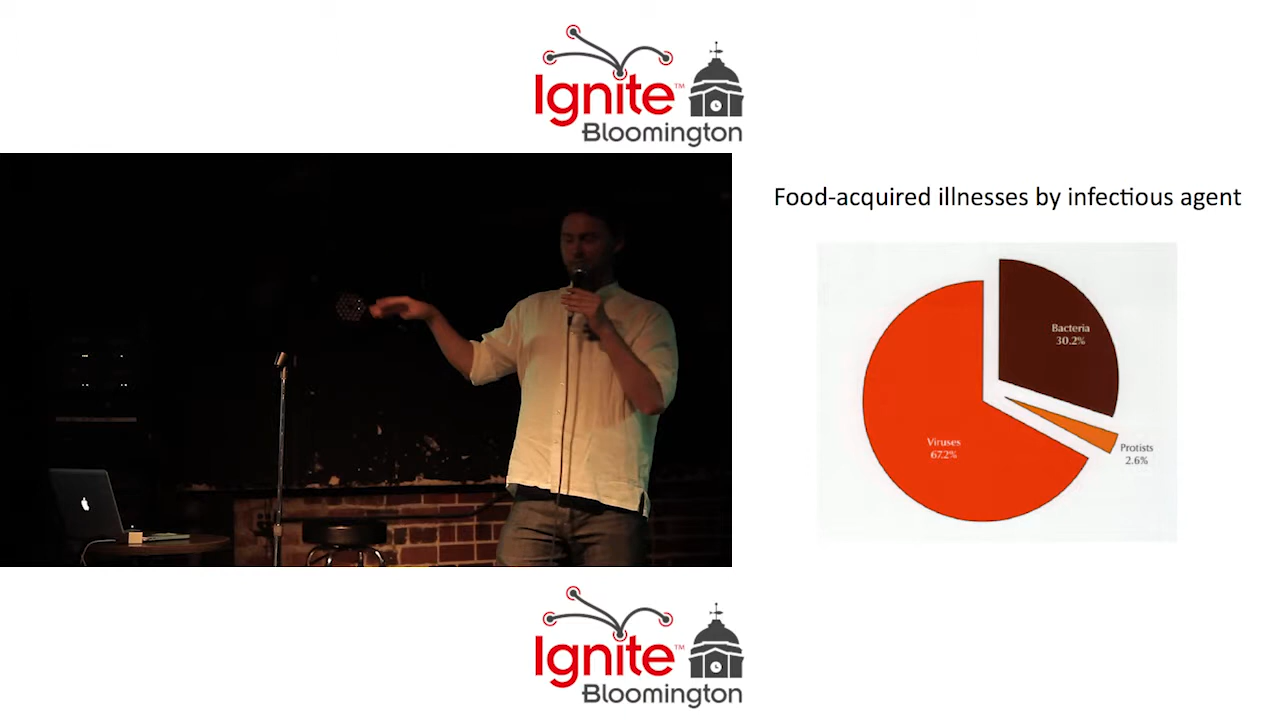 Ignite™
Bloomington
Food-acquired illnesses by infectious agent
Bacteria
30.2%
Viruses
67.2%
Protists
2.6%
Ignite™
Bloomington